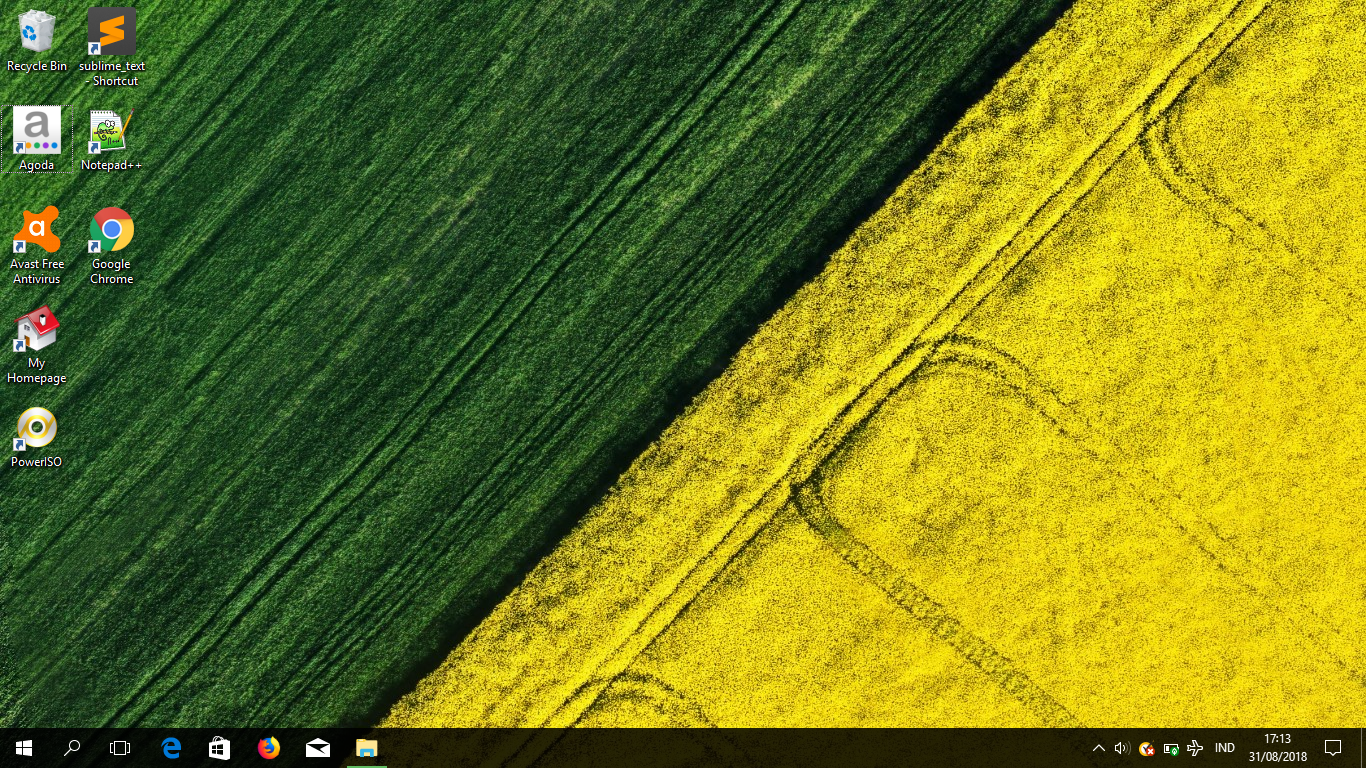 Recycle Bin
sublime_text
- Shortcut
a
Agoda
Notepad++
a
Avast Free
Antivirus
Google
Chrome
My
Homepage
PowerISO
IND
17:13
31/08/2018